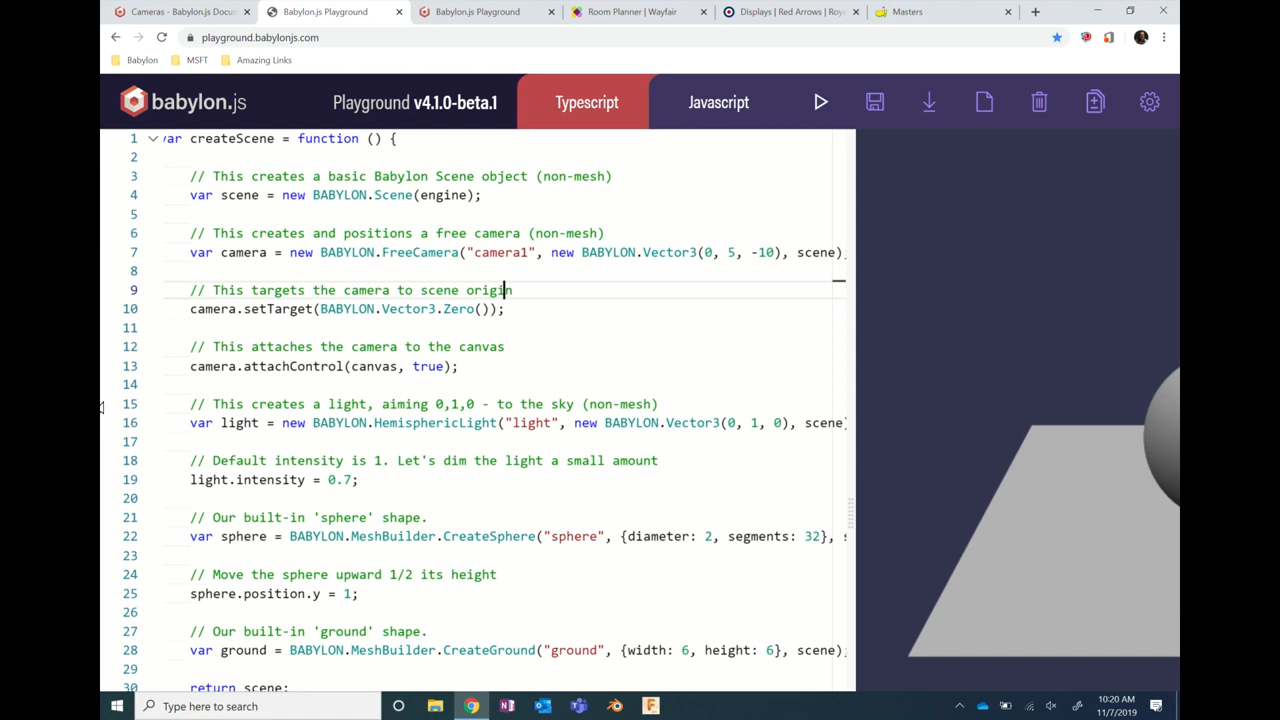 Cameras - Babylon.js Docu
Babylon.js Playground
Babylon.js Playground
Room Planner | Wayfair
Displays | Red Arrows | Roy
Masters
playground.babylonjs.com
Babylon
MSFT
Amazing Links
babylon.js
Playground v4.1.0-beta.1
Typescript
Javascript
1 var createScene = function () {
2
3 // This creates a basic Babylon Scene object (non-mesh)
4 var scene = new BABYLON.Scene(engine);
5
6 // This creates and positions a free camera (non-mesh)
7 var camera = new BABYLON.FreeCamera("camera1", new BABYLON.Vector3(0, 5, -10), scene);
8
9 // This targets the camera to scene origin
10 camera.setTarget(BABYLON.Vector3.Zero());
11
12 // This attaches the camera to the canvas
13 camera.attachControl(canvas, true);
14
15 // This creates a light, aiming 0,1,0 - to the sky (non-mesh)
16 var light = new BABYLON.HemisphericLight("light", new BABYLON.Vector3(0, 1, 0), scene)
17
18 // Default intensity is 1. Let's dim the light a small amount
19 light.intensity = 0.7;
20
21 // Our built-in 'sphere' shape.
22 var sphere = BABYLON.MeshBuilder.CreateSphere("sphere", {diameter: 2, segments: 32}, s
23
24 // Move the sphere upward 1/2 its height
25 sphere.position.y = 1;
26
27 // Our built-in 'ground' shape.
28 var ground = BABYLON.MeshBuilder.CreateGround("ground", {width: 6, height: 6}, scene);
29
30 return scene;
Type here to search
10:20 AM
11/7/2019